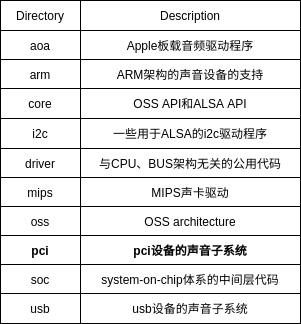 Directory Description
aoa Apple板载音频驱动程序
arm ARM架构的声音设备的支持
core OSS API和ALSA API
i2c 一些用于ALSA的i2c驱动程序
driver 与CPU、BUS架构无关的公用代码
mips MIPS声卡驱动
oss OSS architecture
pci pci设备的声音子系统
soc system-on-chip体系的中间层代码
usb usb设备的声音子系统